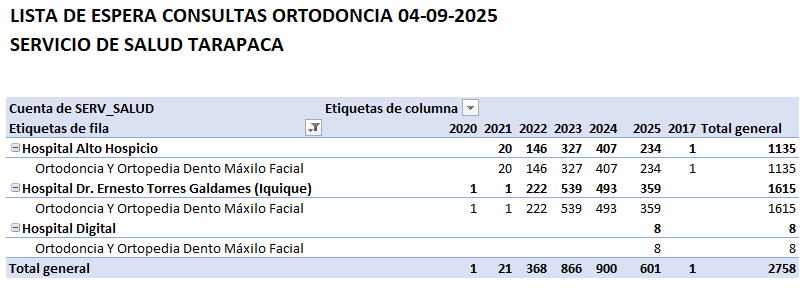 LISTA DE ESPERA CONSULTAS ORTODONCIA 04-09-2025
SERVICIO DE SALUD TARAPACA
Cuenta de SERV_SALUD Etiquetas de columna
Etiquetas de fila 2020 2021 2022 2023 2024 2025 2017 Total general
Hospital Alto Hospicio 20 146 327 407 234 1 1135
Ortodoncia Y Ortopedia Dento Máxilo Facial 20 146 327 407 234 1 1135
Hospital Dr. Ernesto Torres Galdames (Iquique) 1 1 222 539 493 359 1615
Ortodoncia Y Ortopedia Dento Máxilo Facial 1 1 222 539 493 359 1615
Hospital Digital 8 8
Ortodoncia Y Ortopedia Dento Máxilo Facial 8 8
Total general 1 21 368 866 900 601 1 2758